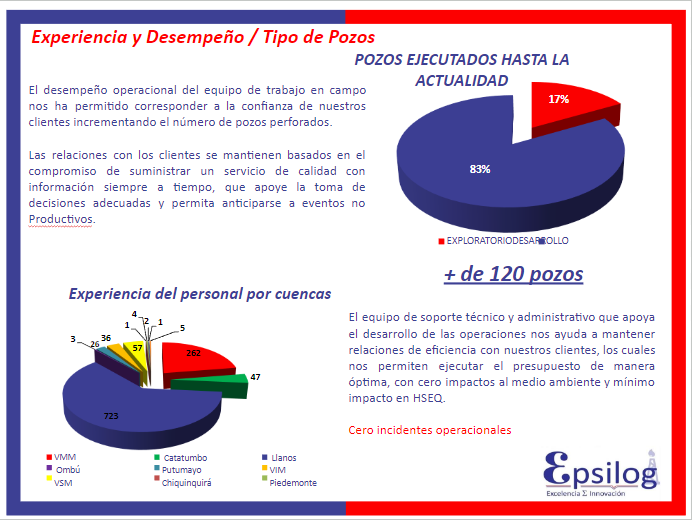 Experiencia y Desempeño / Tipo de Pozos
El desempeño operacional del equipo de trabajo en campo
nos ha permitido corresponder a la confianza de nuestros
clientes incrementando el número de pozos perforados.
Las relaciones con los clientes se mantienen basados en el
compromiso de suministrar un servicio de calidad con
información siempre a tiempo, que apoye la toma de
decisiones adecuadas y permita anticiparse a eventos no
Productivos.
POZOS EJECUTADOS HASTA LA
ACTUALIDAD
17%
83%
EXPLORATORIO DESARROLLO
+ de 120 pozos
Experiencia del personal por cuencas
4
2
1
1
5
3
26
36
57
262
47
723
VMM Catatumbo Llanos
Ombú Putumayo VIM
VSM Chiquinquirá Piedemonte
El equipo de soporte técnico y administrativo que apoya
el desarrollo de las operaciones nos ayuda a mantener
relaciones de eficiencia con nuestros clientes, los cuales
nos permiten ejecutar el presupuesto de manera
óptima, con cero impactos al medio ambiente y mínimo
impacto en HSEQ.
Cero incidentes operacionales
εpsilog
Excelencia Σ Innovación